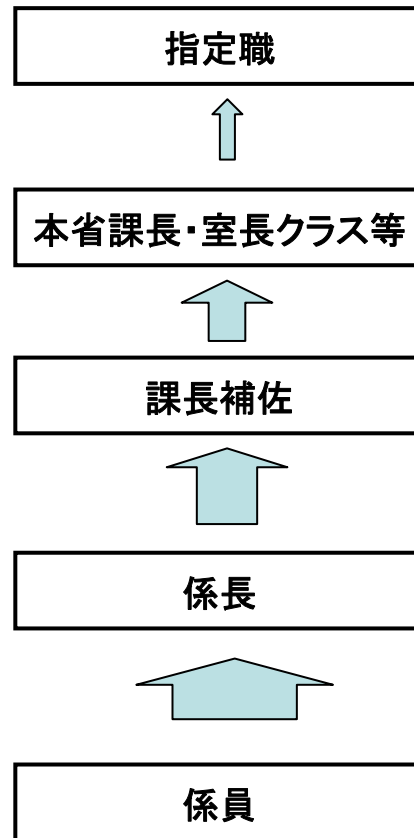 指定職
本省課長・室長クラス等
課長補佐
係長
係員